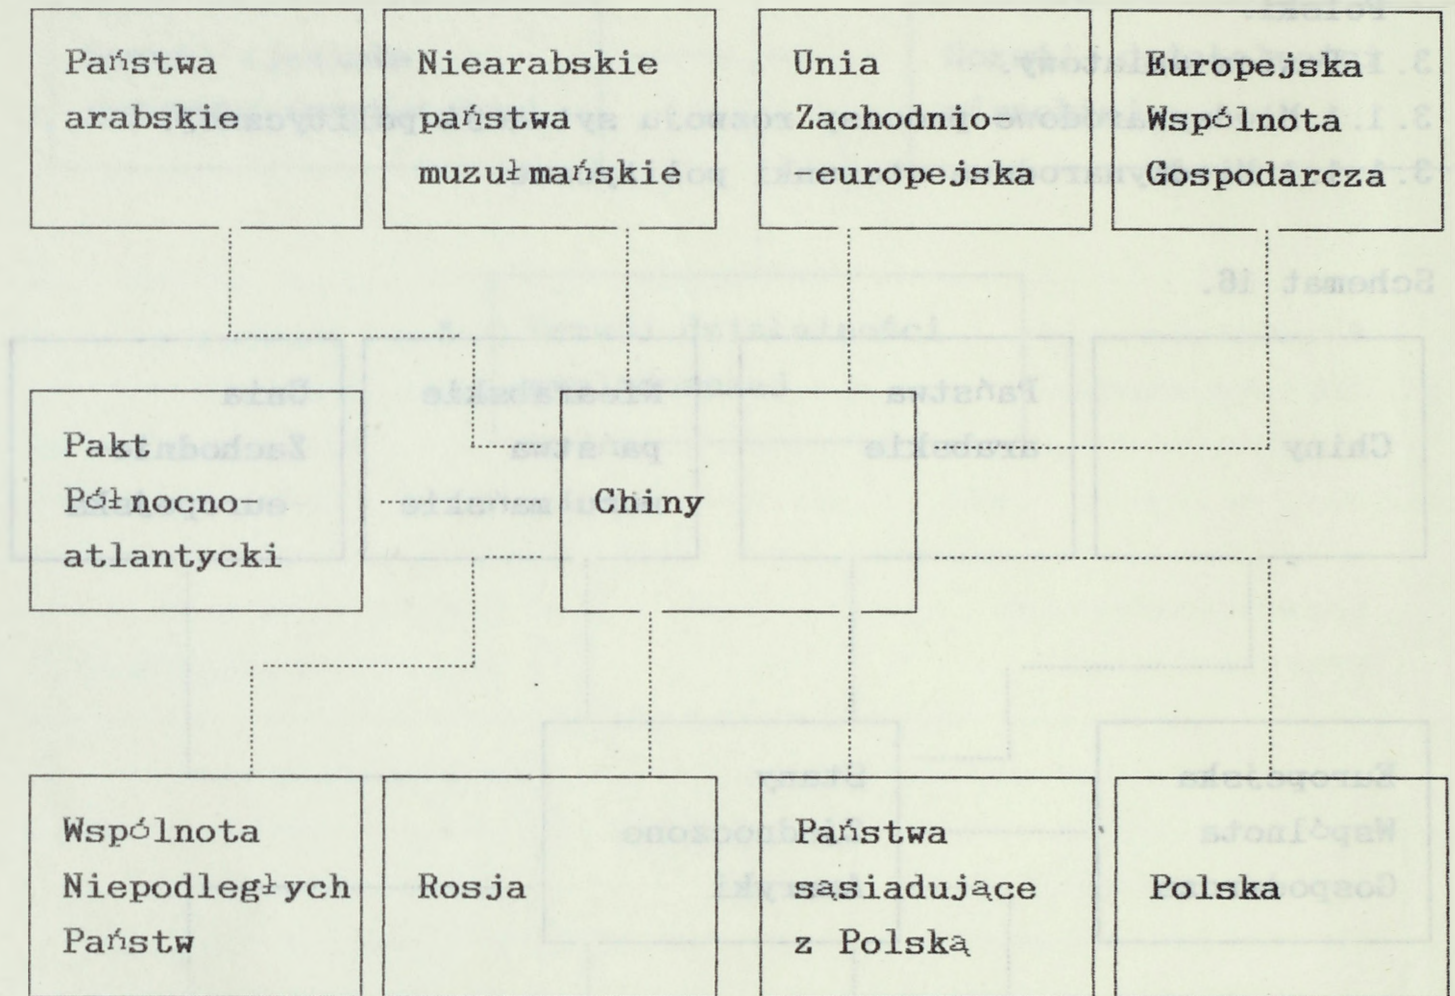 Państwa
arabskie
Niearabskie
państwa
muzułmańskie
Unia
Zachodnio-
-europejska
Europejska
Wspólnota
Gospodarcza
Pakt
Północno-
atlantycki
Chiny
Wspólnota
Niepodległych
Państw
Rosja
Państwa
sąsiadujące
z Polską
Polska